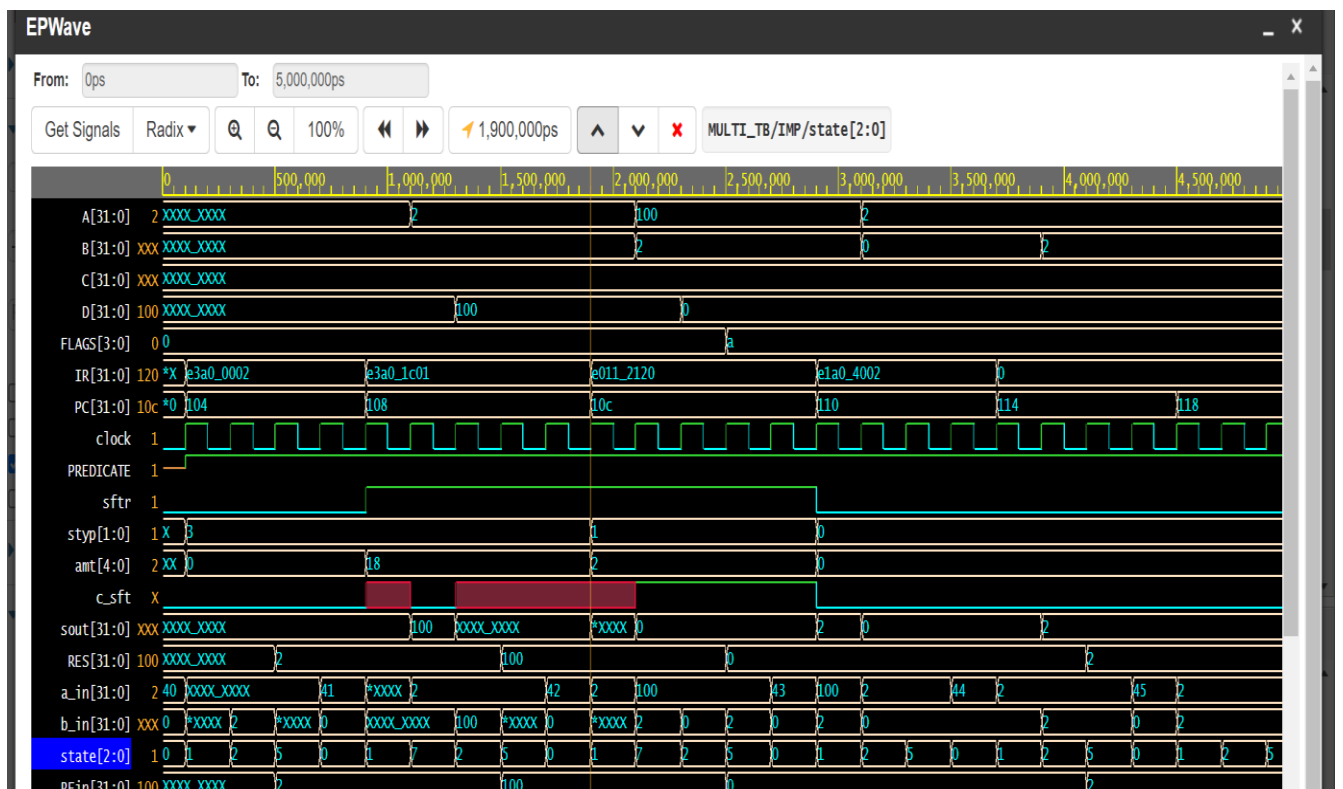 EPWave
From: 0ps To: 5,000,000ps
Get Signals Radix 100% 1,900,000ps MULTI_TB/IMP/state[2:0]
0 500,000 1,000,000 1,500,000 2,000,000 2,500,000 3,000,000 3,500,000 4,000,000 4,500,000
A[31:0] 2 XXXX_XXXX 2 100 2
B[31:0] XXX XXXX_XXXX 2 0 2
C[31:0] XXX XXXX_XXXX
D[31:0] 100 XXXX_XXXX 100 0
FLAGS[3:0] 0 0 a
IR[31:0] 120 *X e3a0_0002 e3a0_1c01 e011_2120 e1a0_4002 0
PC[31:0] 10c *0 104 108 10c 110 114 118
clock 1
PREDICATE 1
sftr 1
styp[1:0] 1 X 3 1 0
amt[4:0] 2 XX 0 18 2 0
c_sft X
sout[31:0] XXX XXXX_XXXX 100 XXXX_XXXX *XXXX 0 2 0 2
RES[31:0] 100 XXXX_XXXX 2 100 0 2
a_in[31:0] 2 40 XXXX_XXXX 41 *XXXX 2 42 2 100 43 100 2 44 2 45 2
b_in[31:0] XXX 0 *XXXX 2 *XXXX 0 XXXX_XXXX 100 *XXXX 0 *XXXX 2 0 2 0 2 0 2 0 2
state[2:0] 1 0 1 2 5 0 1 7 2 5 0 1 7 2 5 0 1 2 5 0 1 2 5 0 1 2 5
100 XXXX_XXXX 2 100 0 2